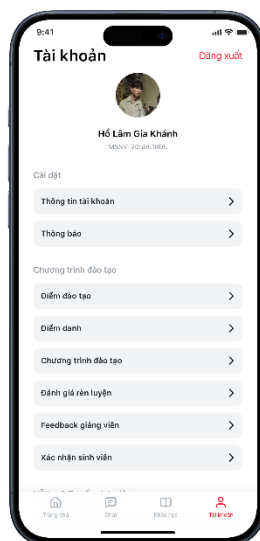 9:41
Tài khoản
Đăng xuất
Hồ Lâm Gia Khánh
Cài đặt
Thông tin tài khoản
Thông báo
Chương trình đào tạo
Điểm đào tạo
Điểm danh
Chương trình đào tạo
Đánh giá rèn luyện
Feedback giảng viên
Xác nhận sinh viên
Trang chủ
Chat
Khóa học
Tài khoản